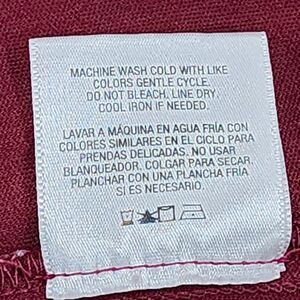 MACHINE WASH COLD WITH LIKE
COLORS GENTLE CYCLE.
DO NOT BLEACH. LINE DRY.
COOL IRON IF NEEDED.
LAVAR A MÁQUINA EN AGUA FRÍA CON
COLORES SIMILARES EN EL CICLO PARA
PRENDAS DELICADAS. NO USAR
BLANQUEADOR. COLGAR PARA SECAR.
PLANCHAR CON UNA PLANCHA FRÍA
SI ES NECESARIO.